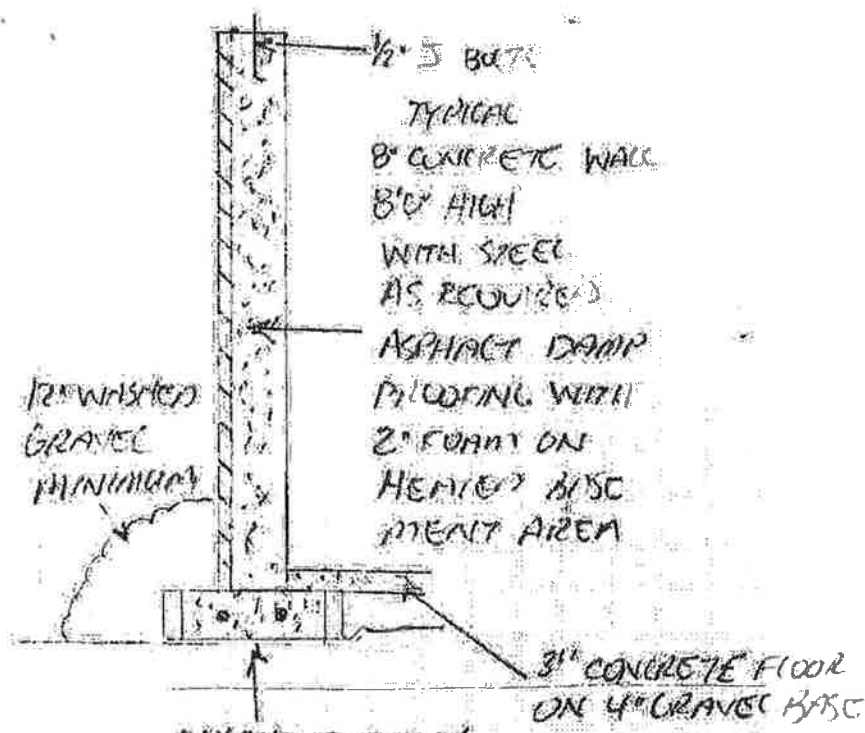 1/2" J BOLT
TYPICAL
8" CONCRETE WALL
8'0" HIGH
WITH STEEL
AS REQUIRED
ASPHALT DAMP
PROOFING WITH
2" FOAM ON
HEATED BASE
MENT AREA
12" WASHED
GRAVEL
MINIMUM
3" CONCRETE FLOOR
ON 4" GRAVEL BASE